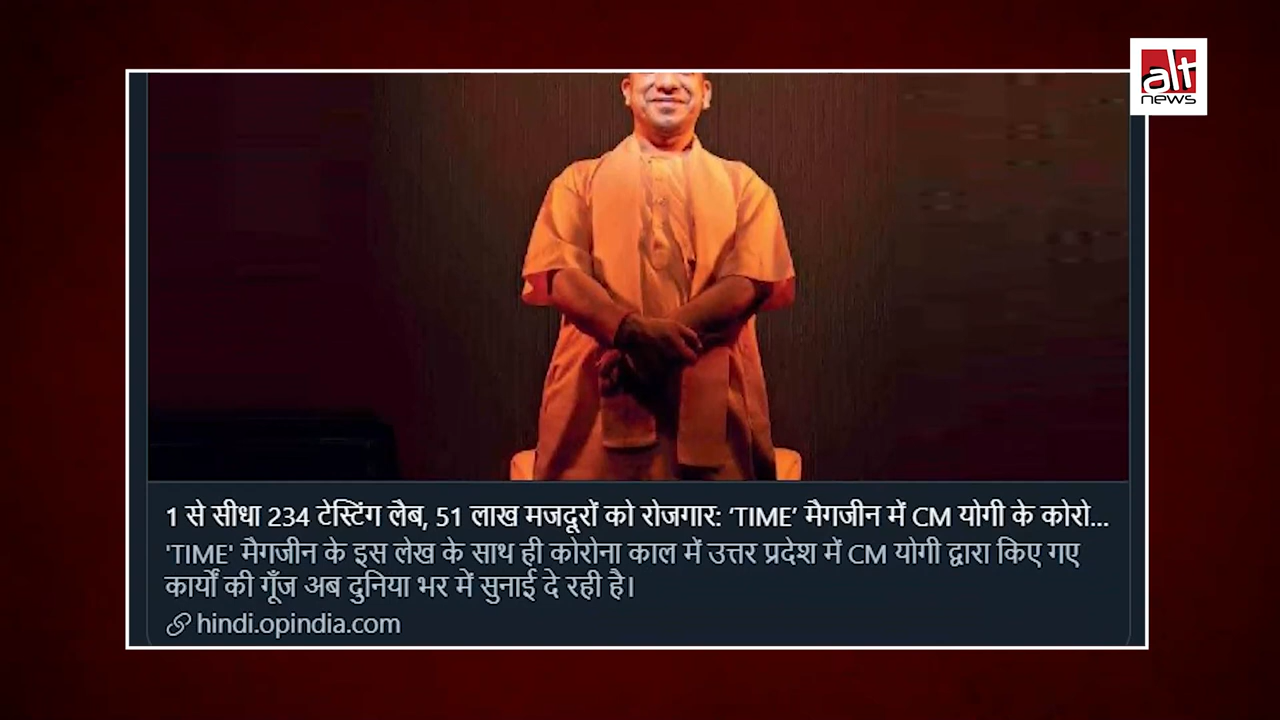 alt
news
1 से सीधा 234 टेस्टिंग लैब, 51 लाख मजदूरों को रोजगार: ‘TIME’ मैगजीन में CM योगी के कोरो...
'TIME' मैगजीन के इस लेख के साथ ही कोरोना काल में उत्तर प्रदेश में CM योगी द्वारा किए गए
कार्यों की गूँज अब दुनिया भर में सुनाई दे रही है।
hindi.opindia.com